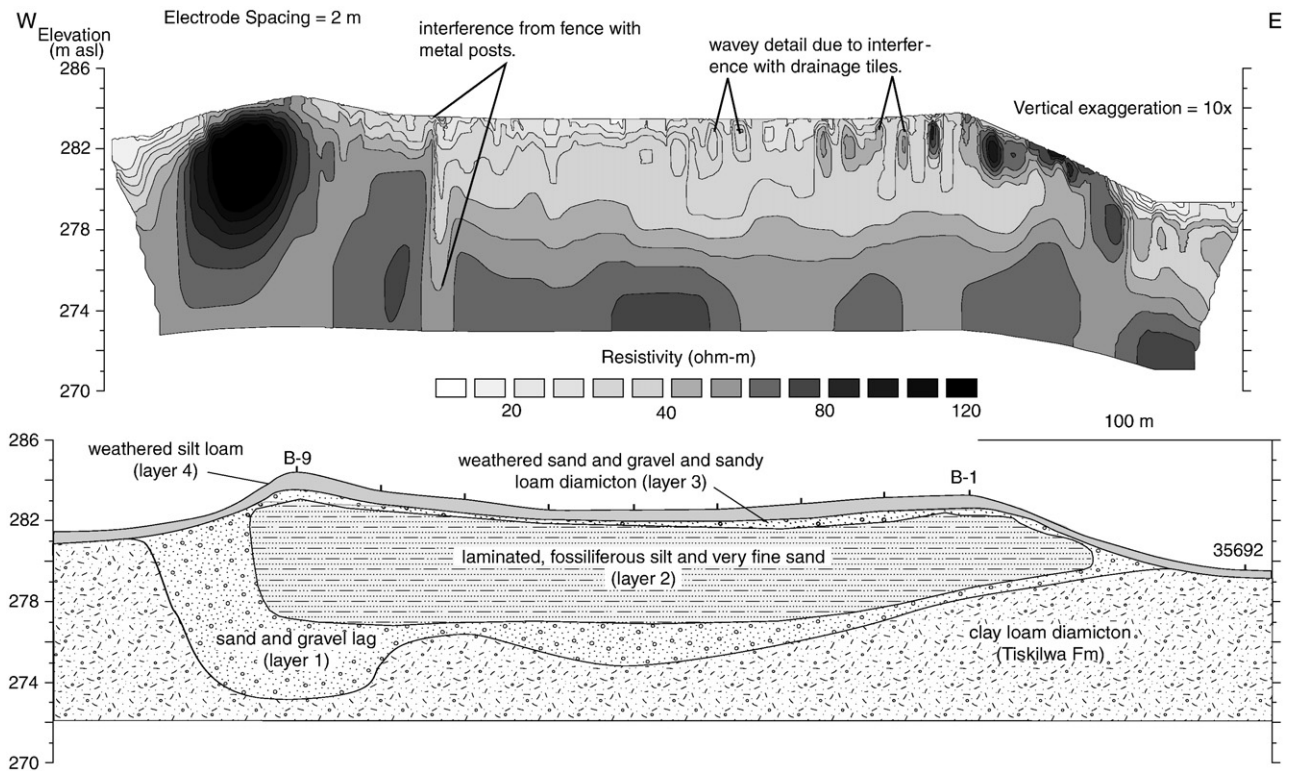 W
Electrode Spacing = 2 m
E
Elevation
(m asl)
interference from fence with
metal posts.
wavey detail due to interfer-
ence with drainage tiles.
Vertical exaggeration = 10x
286
282
278
274
270
Resistivity (ohm-m)
20
40
80
120
100 m
286
282
278
274
270
weathered silt loam
(layer 4)
B-9
weathered sand and gravel and sandy
loam diamicton (layer 3)
B-1
35692
laminated, fossiliferous silt and very fine sand
(layer 2)
sand and gravel lag
(layer 1)
clay loam diamicton
(Tiskilwa Fm)